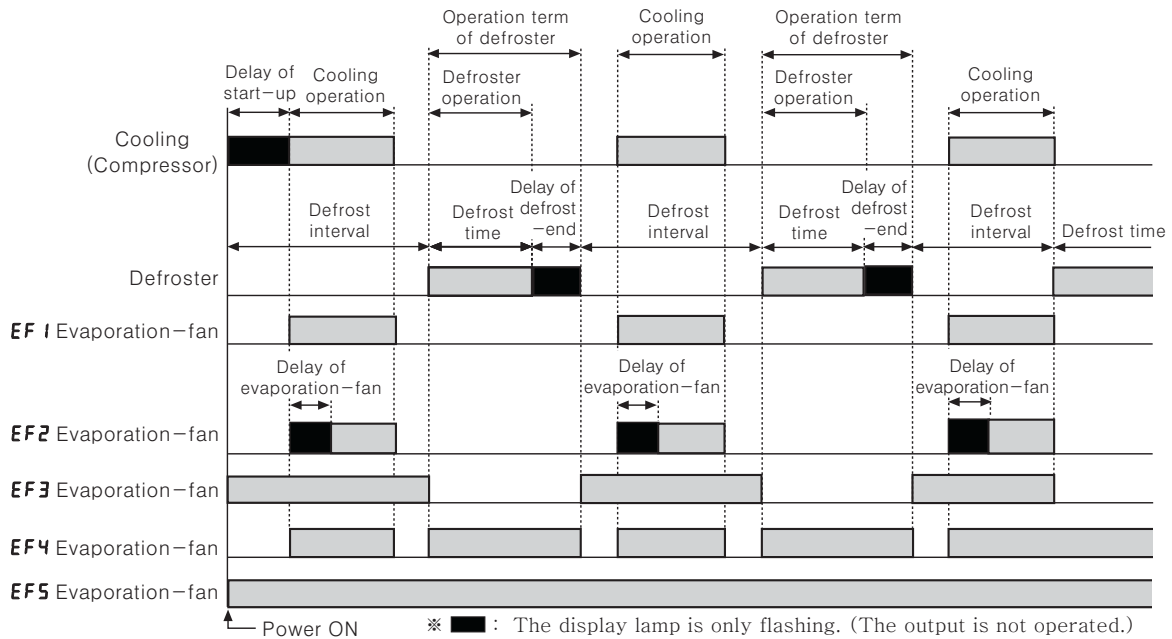 Operation term
of defroster
Cooling
operation
Operation term
of defroster
Delay of
start-up
Cooling
operation
Defroster
operation
Defroster
operation
Cooling
operation
Cooling
(Compressor)
Defrost
interval
Defrost
time
Delay of
defrost
-end
Defrost
interval
Defrost
time
Delay of
defrost
-end
Defrost
interval
Defrost time
Defroster
EF1 Evaporation-fan
Delay of
evaporation-fan
Delay of
evaporation-fan
Delay of
evaporation-fan
EF2 Evaporation-fan
EF3 Evaporation-fan
EF4 Evaporation-fan
EF5 Evaporation-fan
Power ON
※ ■ : The display lamp is only flashing. (The output is not operated.)